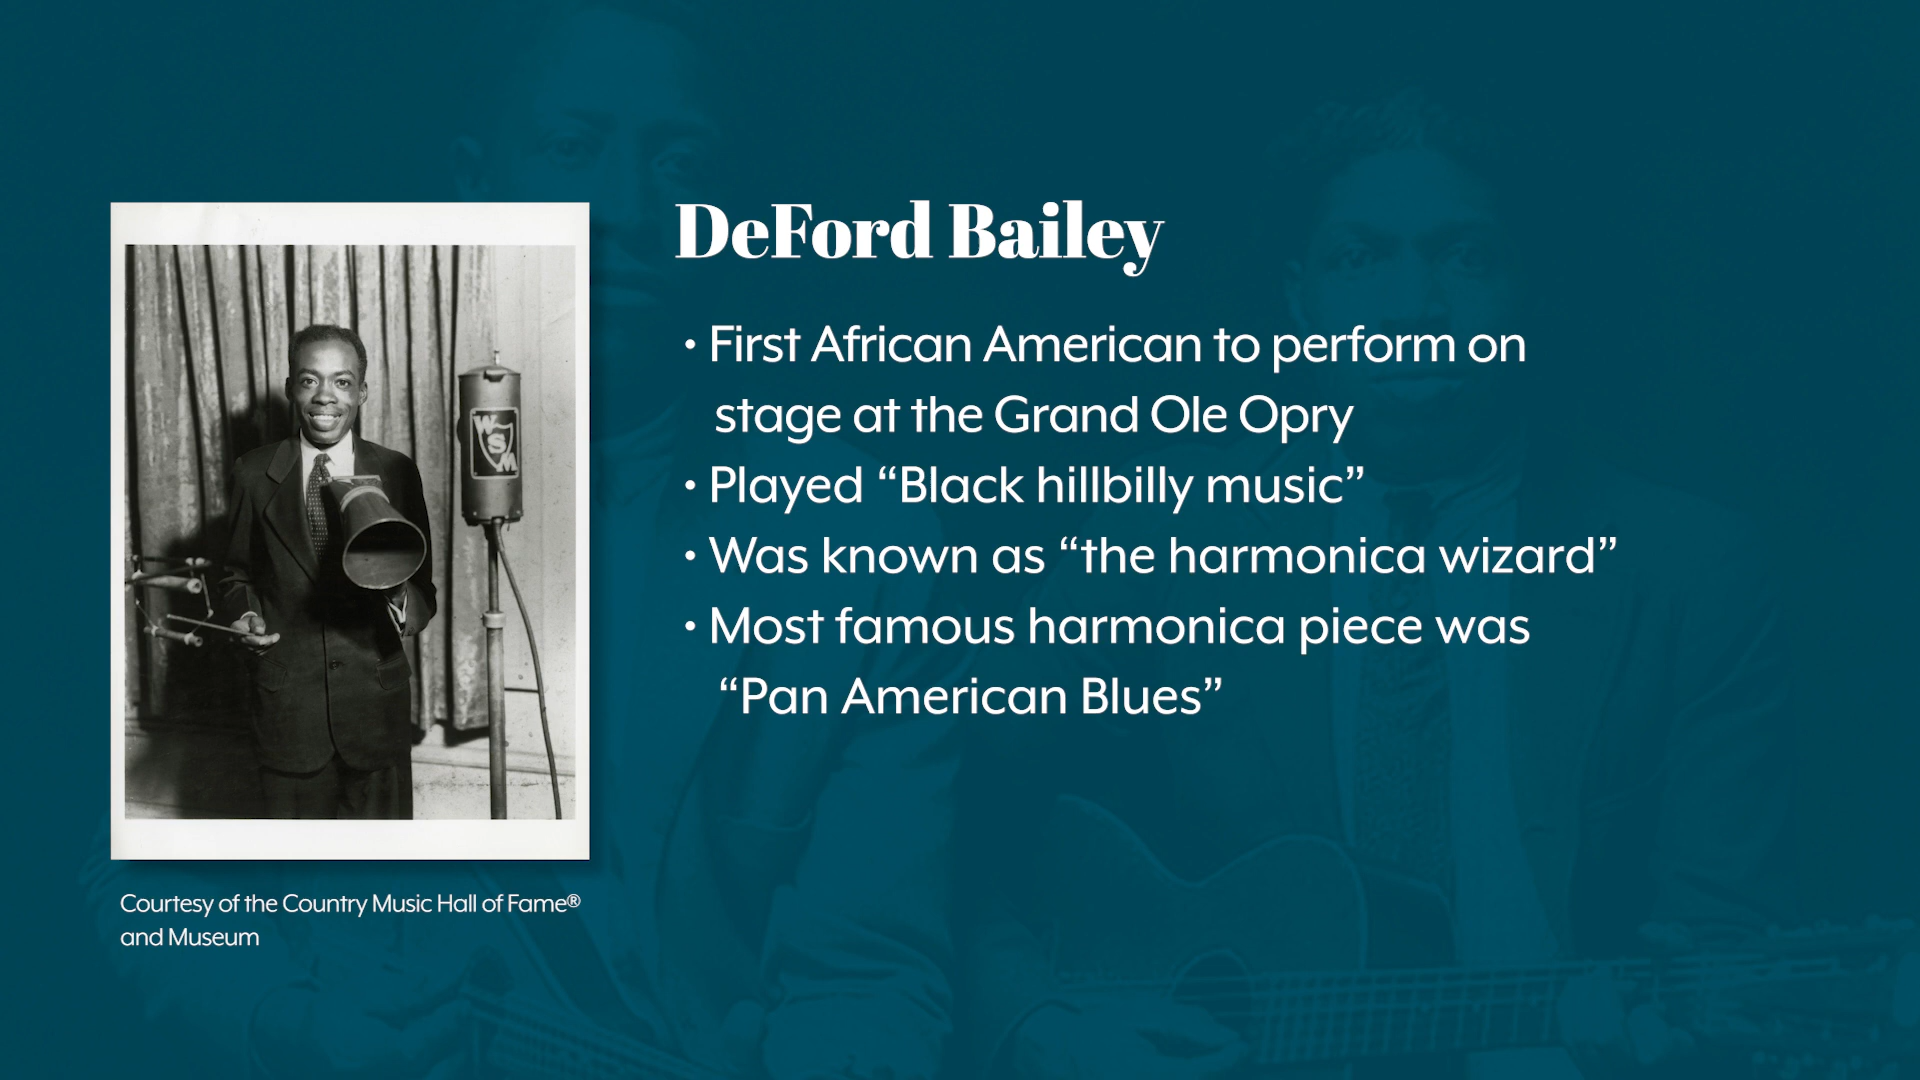 DeFord Bailey
• First African American to perform on
stage at the Grand Ole Opry
• Played “Black hillbilly music”
• Was known as “the harmonica wizard”
• Most famous harmonica piece was
“Pan American Blues”
WSM
Courtesy of the Country Music Hall of Fame®
and Museum